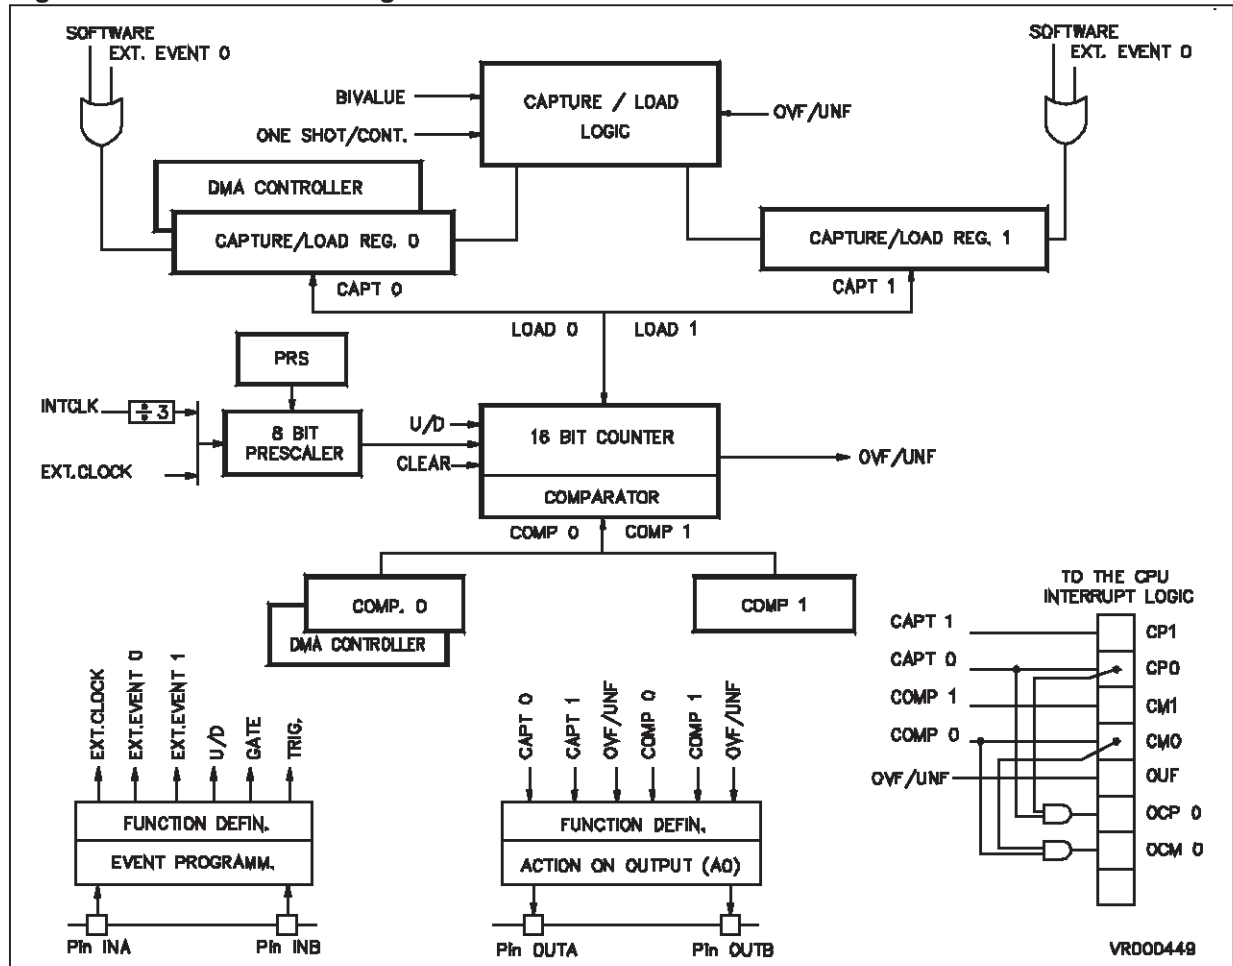 SOFTWARE
EXT. EVENT 0
SOFTWARE
EXT. EVENT 0
BIVALUE
ONE SHOT/CONT.
CAPTURE / LOAD
LOGIC
OVF/UNF
DMA CONTROLLER
CAPTURE/LOAD REG. 0
CAPTURE/LOAD REG. 1
CAPT 0
CAPT 1
LOAD 0
LOAD 1
PRS
INTCLK
÷ 3
8 BIT
PRESCALER
EXT.CLOCK
U/D
CLEAR
16 BIT COUNTER
COMPARATOR
OVF/UNF
COMP 0
COMP 1
COMP. 0
DMA CONTROLLER
COMP 1
TO THE CPU
INTERRUPT LOGIC
CAPT 1
CP1
CAPT 0
CP0
COMP 1
CM1
COMP 0
CM0
OVF/UNF
OUF
OCP 0
OCM 0
EXT.CLOCK
EXT.EVENT 0
EXT.EVENT 1
U/D
GATE
TRIG.
FUNCTION DEFIN.
EVENT PROGRAMM.
Pin INA
Pin INB
CAPT 0
CAPT 1
OVF/UNF
COMP 0
COMP 1
OVF/UNF
FUNCTION DEFIN.
ACTION ON OUTPUT (A0)
Pin OUTA
Pin OUTB
VR000449